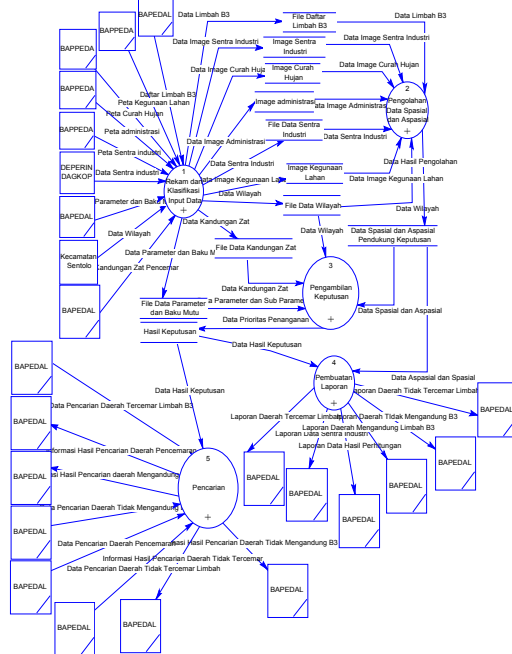 BAPEDAL
BAPPEDA
BAPPEDA
BAPPEDA
BAPPEDA
DEPERIN
DAGKOP
BAPEDAL
Kecamatan
Sentolo
BAPEDAL
Daftar Limbah B3
Peta Kegunaan Lahan
Peta Curah Hujan
Peta administrasi
Peta Sentra industri
Data Sentra industri
Parameter dan Baku
Data Wilayah
Kandungan Zat Pencemar
1
Rekam dan
Klasifikasi
Input Data
+
Data Limbah B3
Data Image Sentra Industri
Data Image Curah Hujan
Data Image Administrasi
Data Sentra Industri
Data Image Kegunaan
Data Wilayah
Data Kandungan Zat
Data Parameter dan Baku M
File Daftar
Limbah B3
Image Sentra
Industri
Image Curah
Hujan
Image administrasi
File Data Sentra
Industri
Image Kegunaan
Lahan
File Data Wilayah
File Data Kandungan Zat
File Data Parameter
dan Baku Mutu
Data Limbah B3
Data Image Sentra Industri
Data Image Curah Hujan
Data Image Administras
Data Sentra Industri
Data Image Kegunaan Lahan
Data Wilayah
2
Pengolahan
Data Spasial
dan Aspasial
+
Data Hasil Pengolahan
Data Wilayah
Data Spasial dan Aspasial
Pendukung Keputusan
Data Kandungan Zat
Parameter dan Sub Parame
3
Pengambilan
Keputusan
+
Data Spasial dan Aspasial
Data Prioritas Penanganan
Hasil Keputusan
Data Hasil Keputusan
Data Hasil Keputusan
4
Pembuatan
Laporan
+
Data Aspasial dan Spasial
Laporan Daerah Tercemar Limbah
Laporan Daerah Tidak Mengandung B3
Laporan Daerah Mengandung Limbah B3
Laporan Data Sentra Industri
Laporan Data Hasil Perhitungan
aporan Data Tercemar Limbah
BAPEDAL
BAPEDAL
BAPEDAL
BAPEDAL
BAPEDAL
BAPEDAL
5
Pencarian
+
BAPEDAL
BAPEDAL
BAPEDAL
BAPEDAL
BAPEDAL
BAPEDAL
BAPEDAL
BAPEDAL
Data Pencarian Daerah Tercemar Limbah B3
Informasi Hasil Pencarian Daerah Pencemaran
si Hasil Pencarian daerah Mengandung
Pencarian Daerah Tidak Mengandung
Data Pencarian Daerah Pencemaran
Hasil Pencarian Daerah Tidak Mengandung B3
Informasi Hasil Pencarian Daerah Tidak Tercemar
Data Pencarian Daerah Tidak Tercemar Limbah